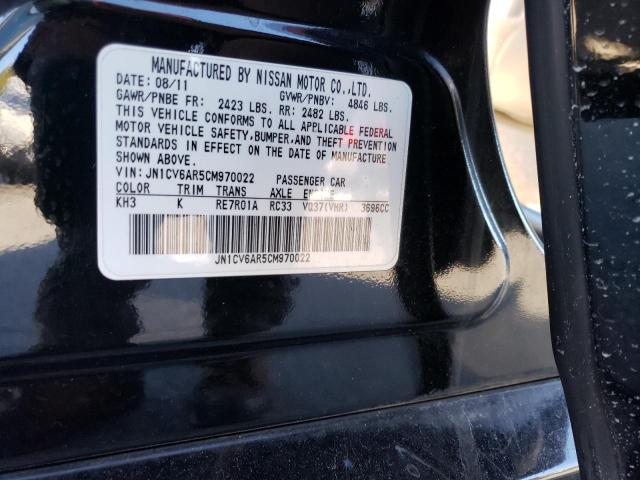 MANUFACTURED BY NISSAN MOTOR CO.,LTD.
DATE: 08/11 GVWR/PNBV: 4846 LBS.
GAWR/PNBE FR: 2423 LBS. RR: 2482 LBS.
THIS VEHICLE CONFORMS TO ALL APPLICABLE FEDERAL
MOTOR VEHICLE SAFETY,BUMPER,AND THEFT PREVENTION
STANDARDS IN EFFECT ON THE DATE OF MANUFACTURE
SHOWN ABOVE.
VIN: JN1CV6AR5CM970022 PASSENGER CAR
COLOR TRIM TRANS AXLE ENGINE
KH3 K RE7R01A RC33 VQ37(VHR) 3696CC
JN1CV6AR5CM970022